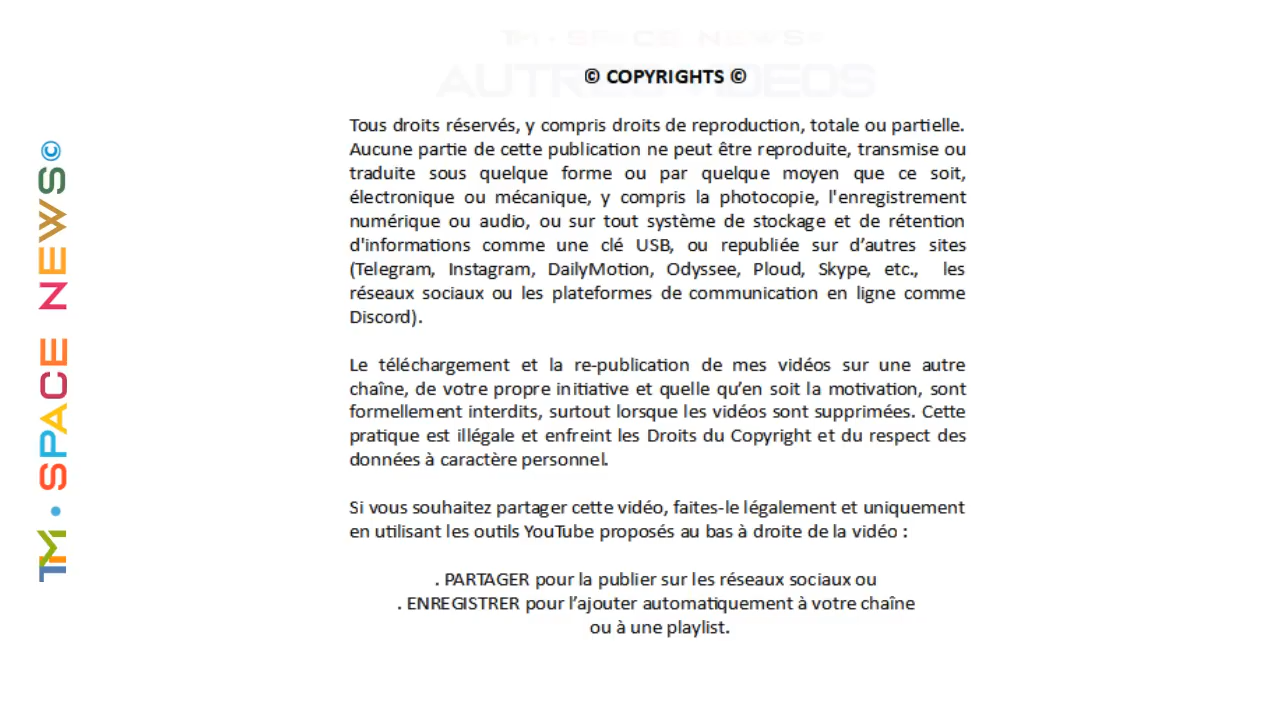 TM • SPACE NEWS©
AUTRES VIDEOS
© COPYRIGHTS ©
Tous droits réservés, y compris droits de reproduction, totale ou partielle.
Aucune partie de cette publication ne peut être reproduite, transmise ou
traduite sous quelque forme ou par quelque moyen que ce soit,
électronique ou mécanique, y compris la photocopie, l'enregistrement
numérique ou audio, ou sur tout système de stockage et de rétention
d'informations comme une clé USB, ou republiée sur d’autres sites
(Telegram, Instagram, DailyMotion, Odyssee, Ploud, Skype, etc., les
réseaux sociaux ou les plateformes de communication en ligne comme
Discord).
Le téléchargement et la re-publication de mes vidéos sur une autre
chaîne, de votre propre initiative et quelle qu’en soit la motivation, sont
formellement interdits, surtout lorsque les vidéos sont supprimées. Cette
pratique est illégale et enfreint les Droits du Copyright et du respect des
données à caractère personnel.
Si vous souhaitez partager cette vidéo, faites-le légalement et uniquement
en utilisant les outils YouTube proposés au bas à droite de la vidéo :
. PARTAGER pour la publier sur les réseaux sociaux ou
. ENREGISTRER pour l’ajouter automatiquement à votre chaîne
ou à une playlist.
TM • SPACE NEWS©